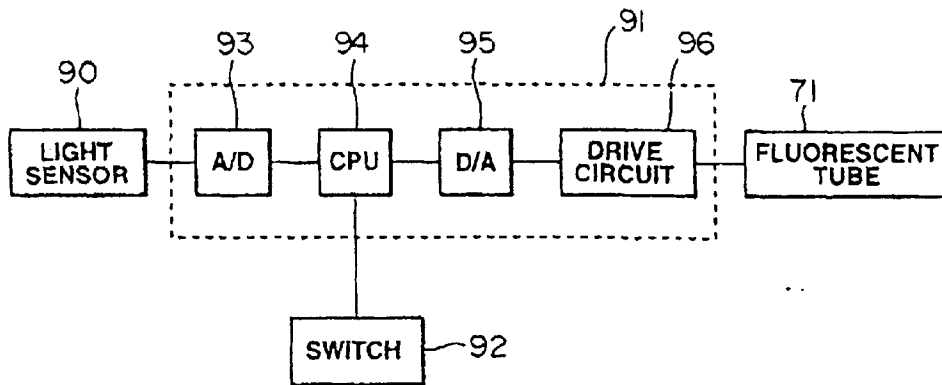 91
93
94
95
96
90
71
LIGHT
SENSOR
A/D
CPU
D/A
DRIVE
CIRCUIT
FLUORESCENT
TUBE
SWITCH
92